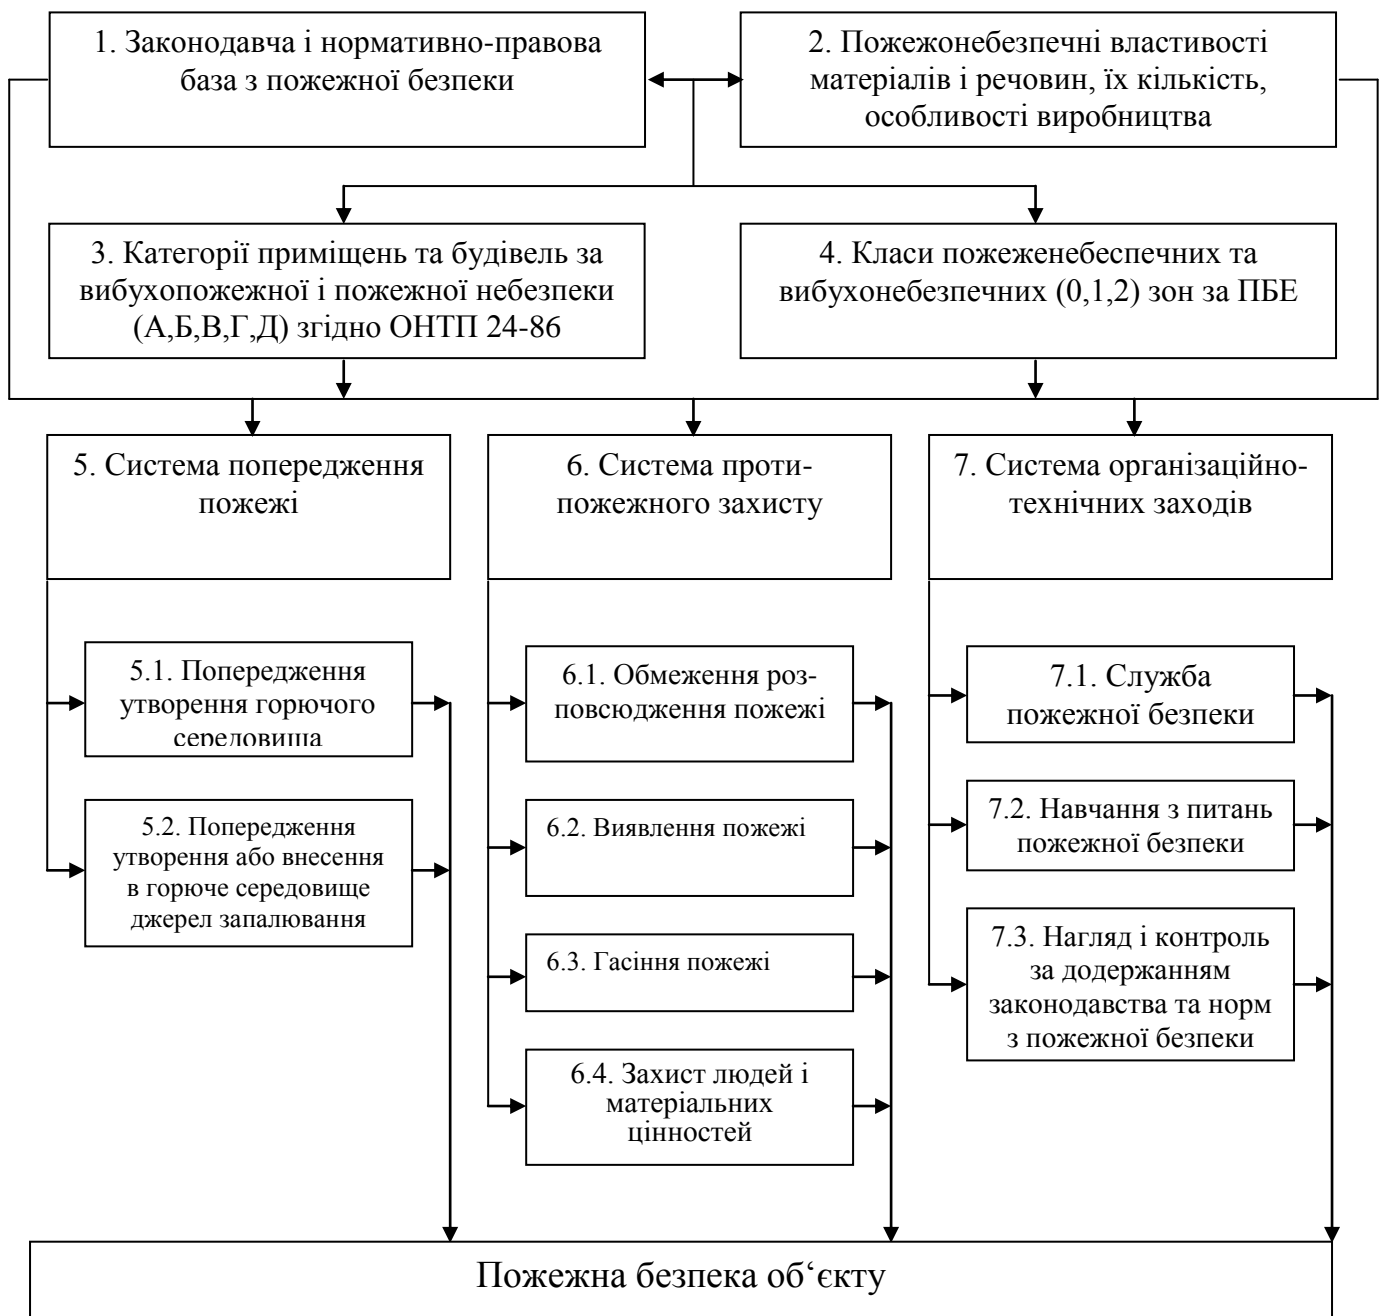 1. Законодавча і нормативно-правова
база з пожежної безпеки
2. Пожежонебезпечні властивості
матеріалів і речовин, їх кількість,
особливості виробництва
3. Категорії приміщень та будівель за
вибухопожежної і пожежної небезпеки
(А,Б,В,Г,Д) згідно ОНТП 24-86
4. Класи пожеженебеспечних та
вибухонебезпечних (0,1,2) зон за ПБЕ
5. Система попередження
пожежі
6. Система проти-
пожежного захисту
7. Система організаційно-
технічних заходів
5.1. Попередження
утворення горючого
середовища
5.2. Попередження
утворення або внесення
в горюче середовище
джерел запалювання
6.1. Обмеження роз-
повсюдження пожежі
6.2. Виявлення пожежі
6.3. Гасіння пожежі
6.4. Захист людей і
матеріальних
цінностей
7.1. Служба
пожежної безпеки
7.2. Навчання з питань
пожежної безпеки
7.3. Нагляд і контроль
за додержанням
законодавства та норм
з пожежної безпеки
Пожежна безпека об‘єкту